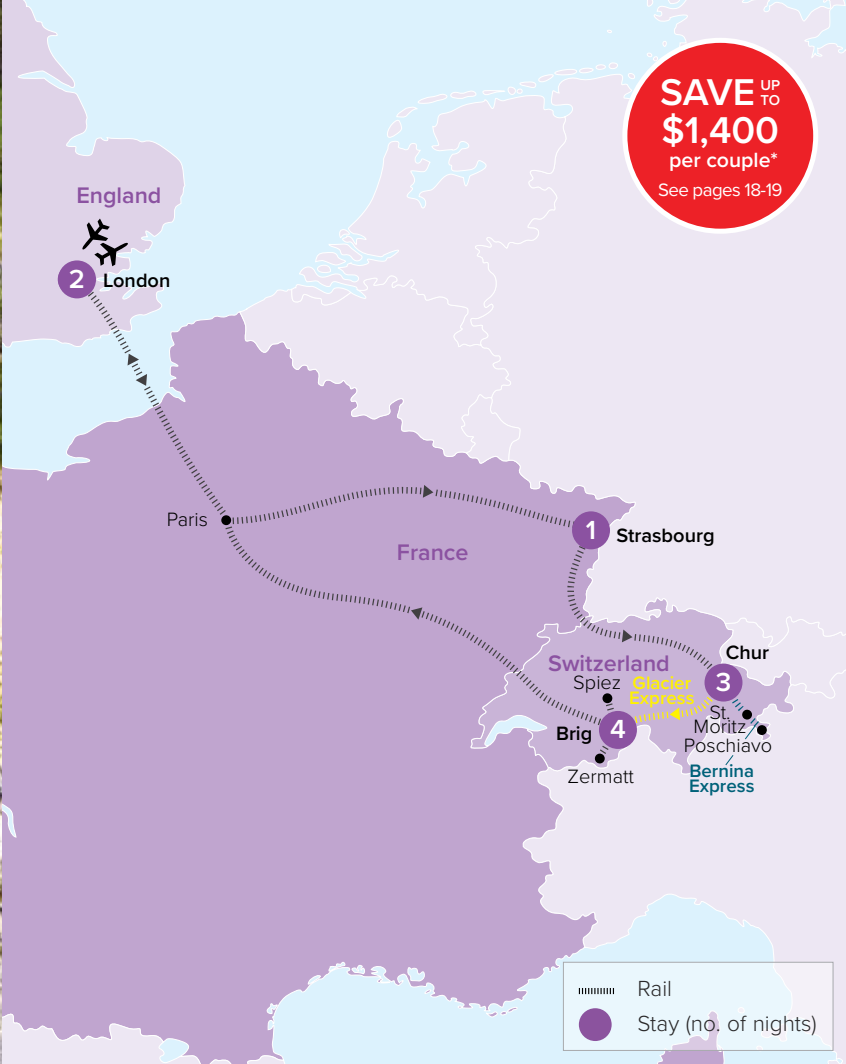 SAVE UP TO
$1,400
per couple*
See pages 18-19
England
2 London
Paris
1 Strasbourg
France
Chur
Switzerland
3
Spiez
Glacier
Express
St.
Moritz
Brig 4
Poschiavo
Zermatt
Bernina
Express
Rail
Stay (no. of nights)